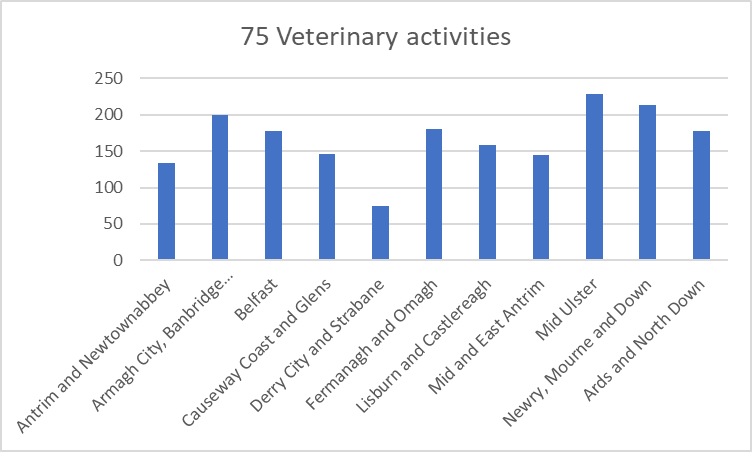 75 Veterinary activities
250
200
150
100
50
0
Antrim and Newtownabbey
Armagh City, Banbridge...
Belfast
Causeway Coast and Glens
Derry City and Strabane
Fermanagh and Omagh
Lisburn and Castlereagh
Mid and East Antrim
Mid Ulster
Newry, Mourne and Down
Ards and North Down